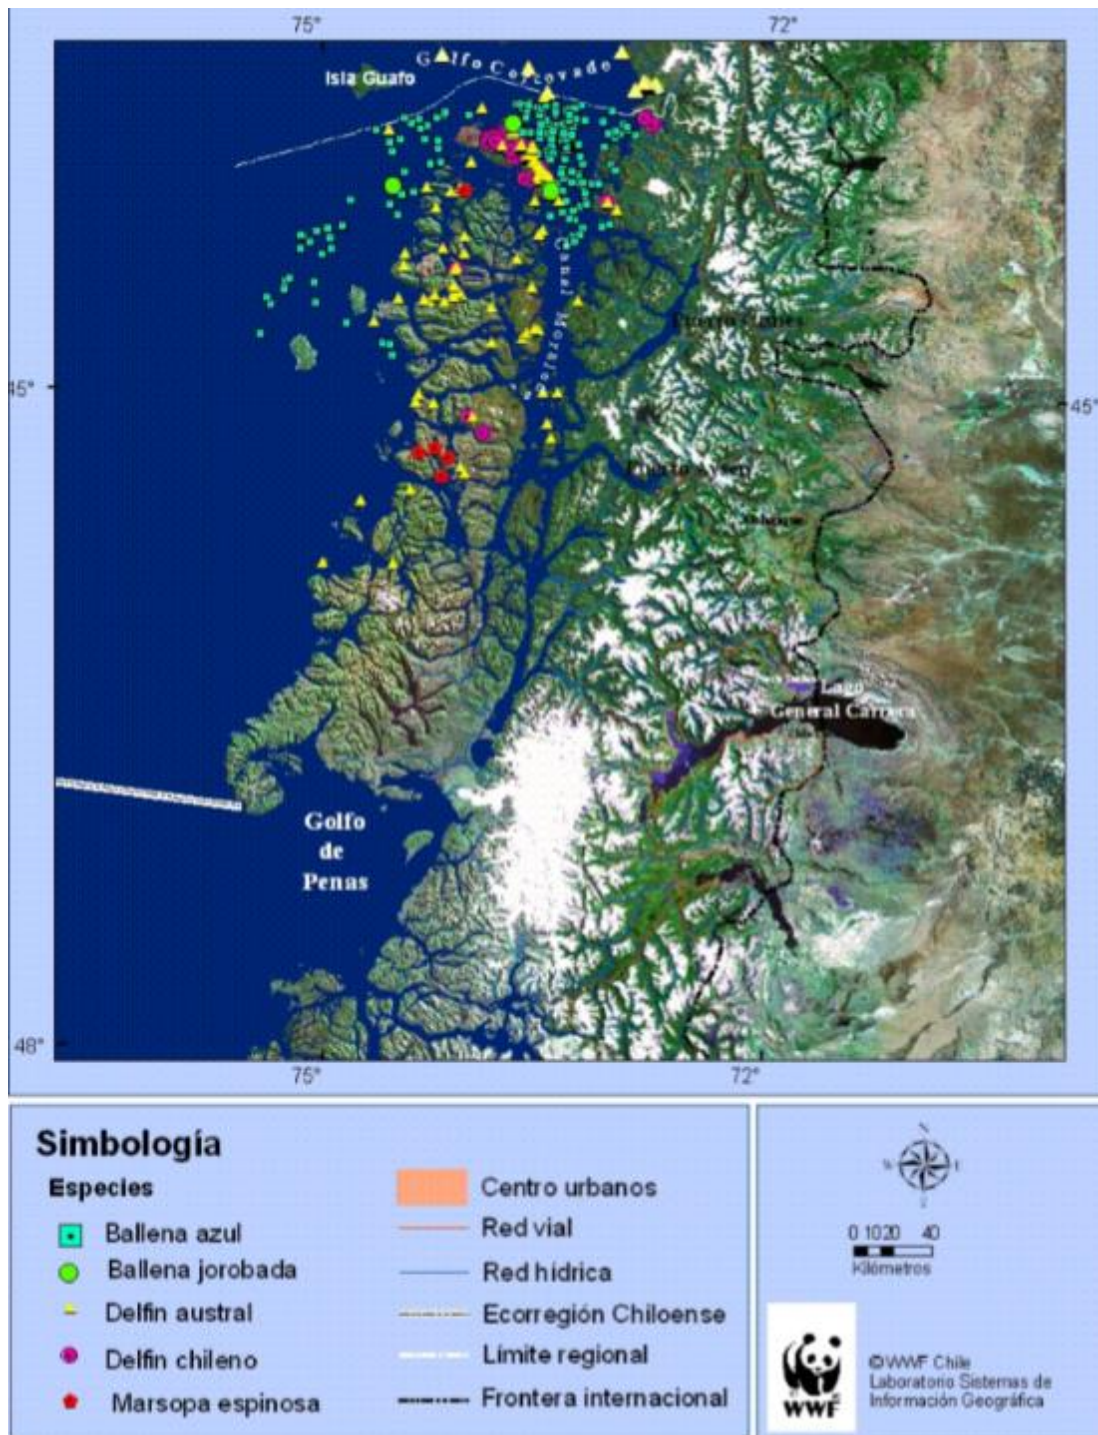 75°
72°
Golfo Corcovado
Isla Guafo
Canal Moraleda
45°
45°
Lago
General Carrera
Golfo
de
Penas
48°
75°
72°
Simbología
Especies
Ballena azul
Ballena jorobada
Delfin austral
Delfin chileno
Marsopa espinosa
Centro urbanos
Red vial
Red hídrica
Ecorregión Chiloense
Límite regional
Frontera internacional
N
W
E
S
0 10 20 40
Kilómetros
WWF
©WWF Chile
Laboratorio Sistemas de
Información Geográfica